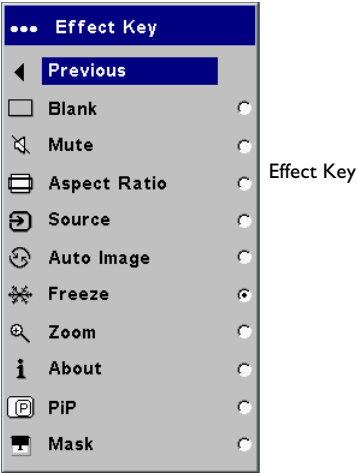 Effect Key
Previous
Blank
Mute
Aspect Ratio
Effect Key
Source
Auto Image
Freeze
Zoom
i About
P PiP
Mask